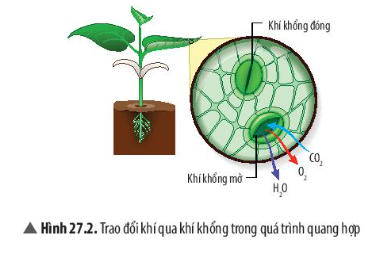 Khí khổng đóng
CO₂
O₂
Khí khổng mở
H₂O
▲ Hình 27.2. Trao đổi khí qua khí khổng trong quá trình quang hợp